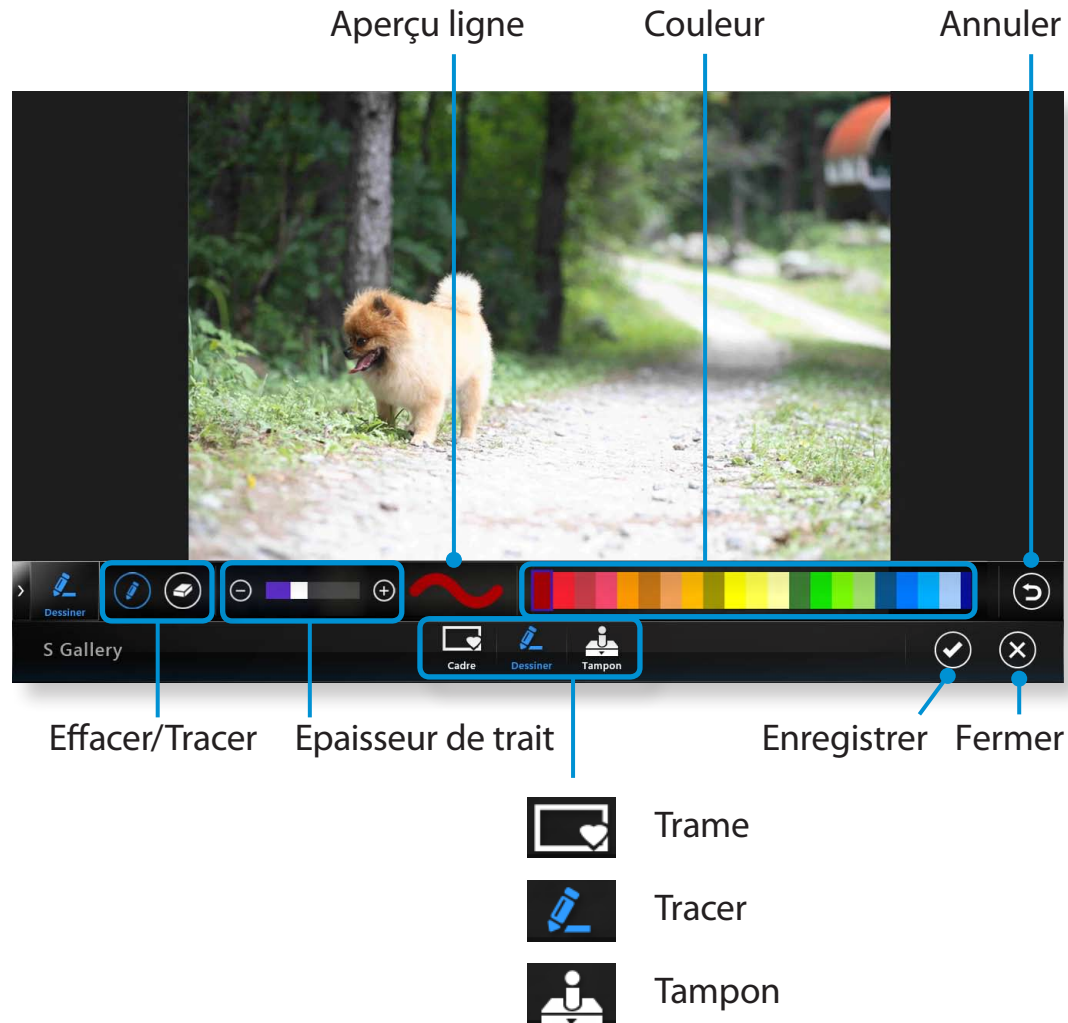 Aperçu ligne Couleur Annuler
Dessiner
S Gallery Cadre Dessiner Tampon
Effacer/Tracer Epaisseur de trait Enregistrer Fermer
Trame
Tracer
Tampon